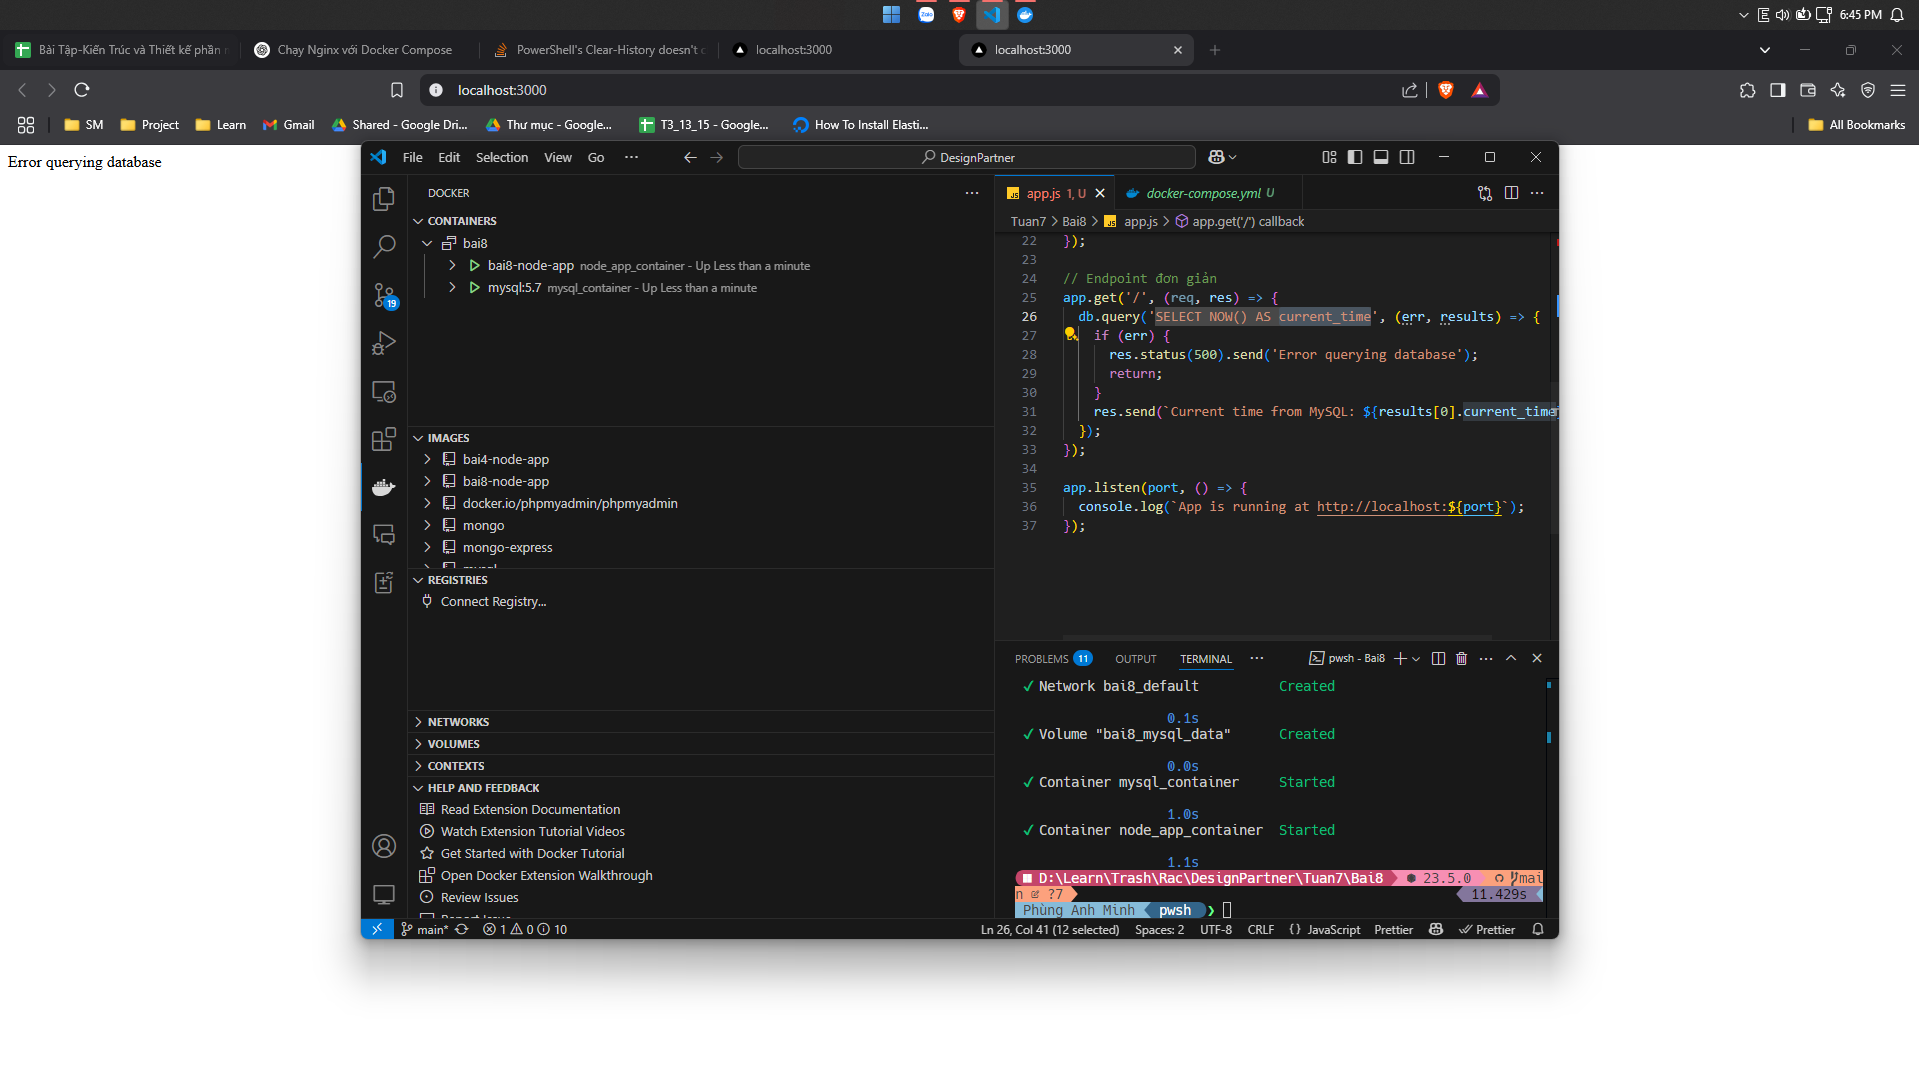 Zalo
6:45 PM
Bài Tập-Kiến Trúc và Thiết kế phần m
Chạy Nginx với Docker Compose
PowerShell's Clear-History doesn't c
localhost:3000
localhost:3000
localhost:3000
SM
Project
Learn
Gmail
Shared - Google Dri...
Thư mục - Google...
T3_13_15 - Google...
How To Install Elasti...
All Bookmarks
Error querying database
File Edit Selection View Go ···
DesignPartner
DOCKER
CONTAINERS
bai8
bai8-node-app node_app_container - Up Less than a minute
mysql:5.7 mysql_container - Up Less than a minute
IMAGES
bai4-node-app
bai8-node-app
docker.io/phpmyadmin/phpmyadmin
mongo
mongo-express
mysql
REGISTRIES
Connect Registry...
NETWORKS
VOLUMES
CONTEXTS
HELP AND FEEDBACK
Read Extension Documentation
Watch Extension Tutorial Videos
Get Started with Docker Tutorial
Open Docker Extension Walkthrough
Review Issues
Report Issue
19
JS app.js 1, U
docker-compose.yml U
Tuan7 > Bai8 > JS app.js > app.get('/') callback
22 });
23
24 // Endpoint đơn giản
25 app.get('/', (req, res) => {
26 db.query('SELECT NOW() AS current_time', (err, results) => {
27 if (err) {
28 res.status(500).send('Error querying database');
29 return;
30 }
31 res.send(`Current time from MySQL: ${results[0].current_time}
32 });
33 });
34
35 app.listen(port, () => {
36 console.log(`App is running at http://localhost:${port}`);
37 });
PROBLEMS 11 OUTPUT TERMINAL ···
pwsh - Bai8
✓ Network bai8_default Created
0.1s
✓ Volume "bai8_mysql_data" Created
0.0s
✓ Container mysql_container Started
1.0s
✓ Container node_app_container Started
1.1s
D:\Learn\Trash\Rac\DesignPartner\Tuan7\Bai8 23.5.0 mai
n ?7 11.429s
Phùng Anh Minh pwsh ❯
main* 1 0 10
Ln 26, Col 41 (12 selected) Spaces: 2 UTF-8 CRLF {} JavaScript Prettier Prettier